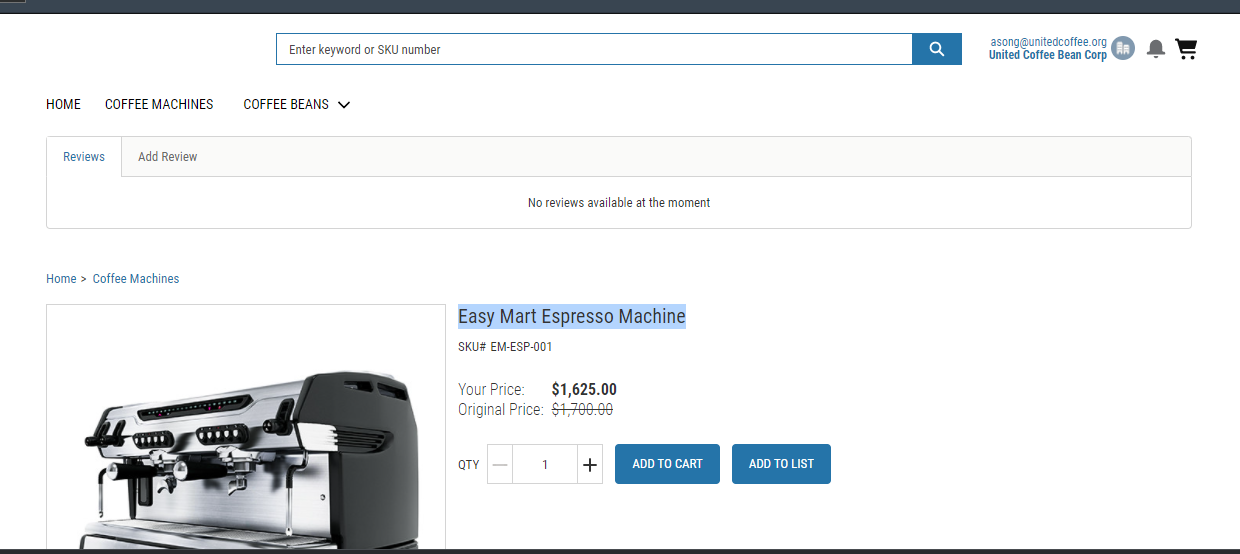 Enter keyword or SKU number
asong@unitedcoffee.org
United Coffee Bean Corp
HOME COFFEE MACHINES COFFEE BEANS
Reviews Add Review
No reviews available at the moment
Home > Coffee Machines
Easy Mart Espresso Machine
SKU# EM-ESP-001
Your Price: $1,625.00
Original Price: $1,700.00
QTY 1 ADD TO CART ADD TO LIST